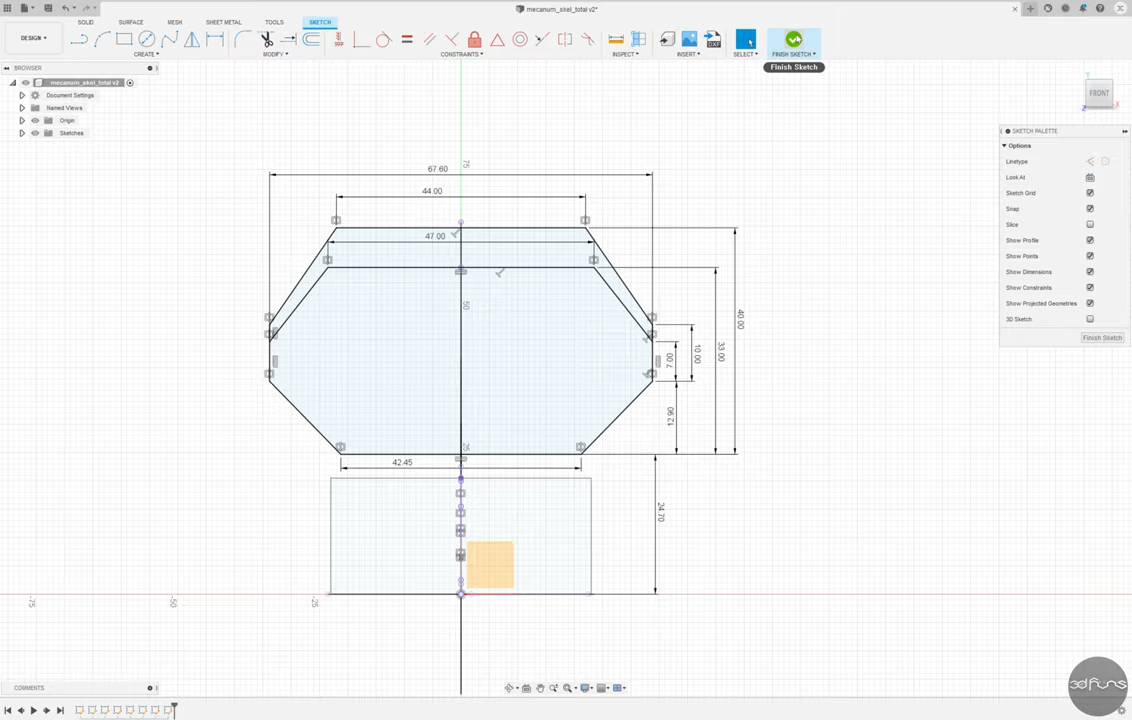 mecanum_skel_total v2*
SOLID SURFACE MESH SHEET METAL TOOLS SKETCH
DESIGN
CREATE MODIFY CONSTRAINTS INSPECT INSERT SELECT FINISH SKETCH
Finish Sketch
BROWSER
mecanum_skel_total v2
Document Settings
Named Views
Origin
Sketches
FRONT
Y
X
Z
SKETCH PALETTE
Options
Linetype
Look At
Sketch Grid
Snap
Slice
Show Profile
Show Points
Show Dimensions
Show Constraints
Show Projected Geometries
3D Sketch
Finish Sketch
75
67.60
44.00
47.00
50
40.00
33.00
10.00
7.00
12.90
25
42.45
24.70
-75
-50
-25
COMMENTS
3dfuns